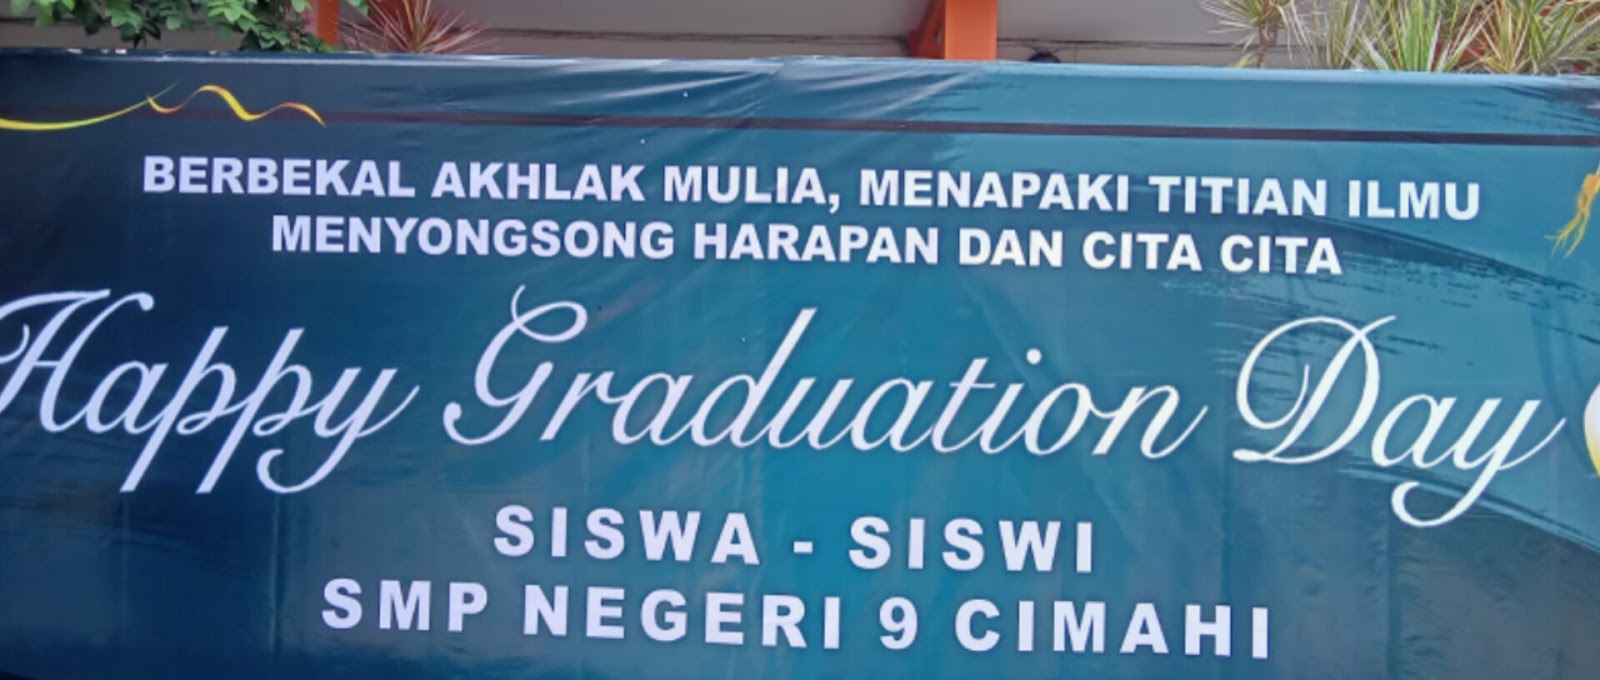 BERBEKAL AKHLAK MULIA, MENAPAKI TITIAN ILMU
MENYONGSONG HARAPAN DAN CITA CITA
Happy Graduation Day
SISWA - SISWI
SMP NEGERI 9 CIMAHI